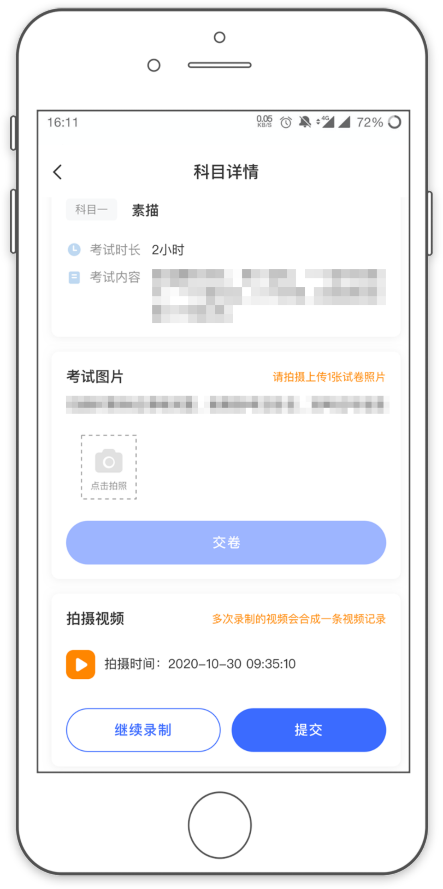 16:11
0.05
KB/S
4G
72%
科目详情
科目一 素描
考试时长 2小时
考试内容
考试图片 请拍摄上传1张试卷照片
点击拍照
交卷
拍摄视频 多次录制的视频会合成一条视频记录
拍摄时间：2020-10-30 09:35:10
继续录制 提交